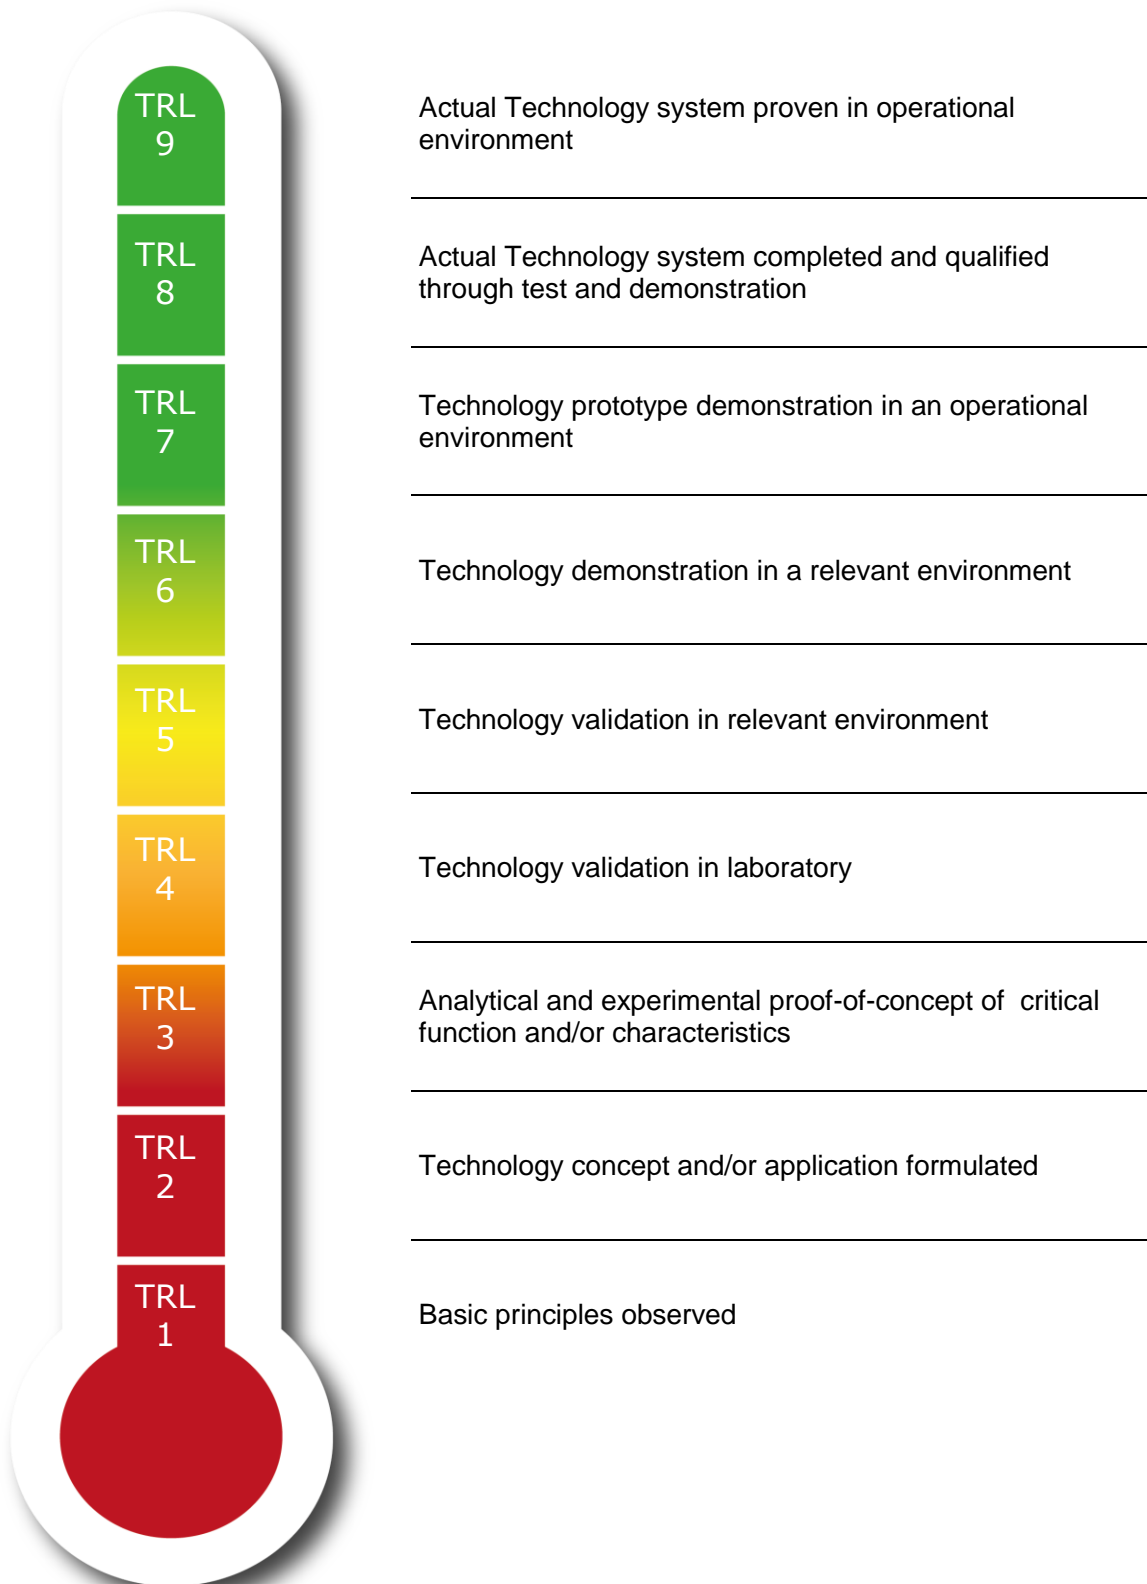 TRL
9
Actual Technology system proven in operational
environment
TRL
8
Actual Technology system completed and qualified
through test and demonstration
TRL
7
Technology prototype demonstration in an operational
environment
TRL
6
Technology demonstration in a relevant environment
TRL
5
Technology validation in relevant environment
TRL
4
Technology validation in laboratory
TRL
3
Analytical and experimental proof-of-concept of  critical
function and/or characteristics
TRL
2
Technology concept and/or application formulated
TRL
1
Basic principles observed